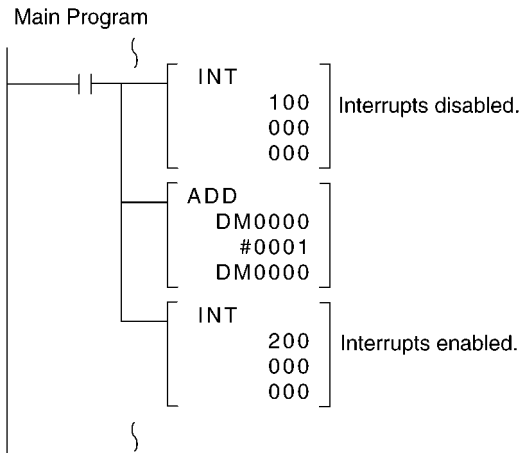 Main Program
INT
100
000
000
Interrupts disabled.
ADD
DM0000
#0001
DM0000
INT
200
000
000
Interrupts enabled.